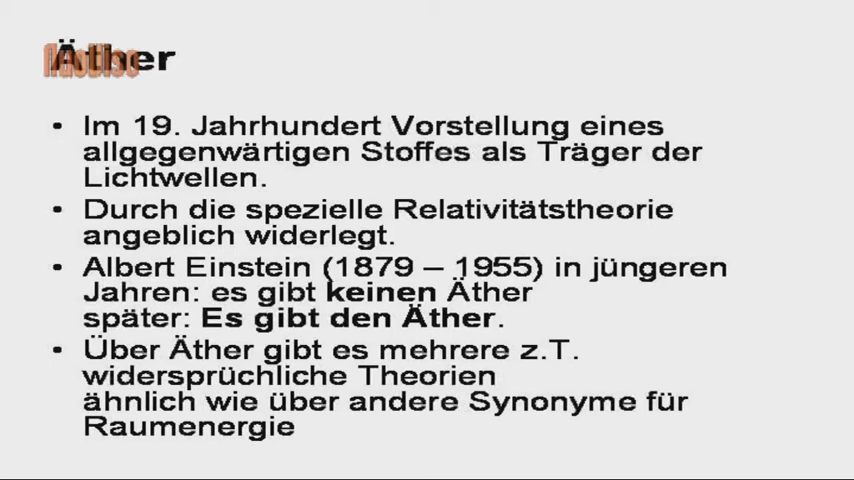 Äther
• Im 19. Jahrhundert Vorstellung eines
allgegenwärtigen Stoffes als Träger der
Lichtwellen.
• Durch die spezielle Relativitätstheorie
angeblich widerlegt.
• Albert Einstein (1879 – 1955) in jüngeren
Jahren: es gibt keinen Äther
später: Es gibt den Äther.
• Über Äther gibt es mehrere z.T.
widersprüchliche Theorien
ähnlich wie über andere Synonyme für
Raumenergie